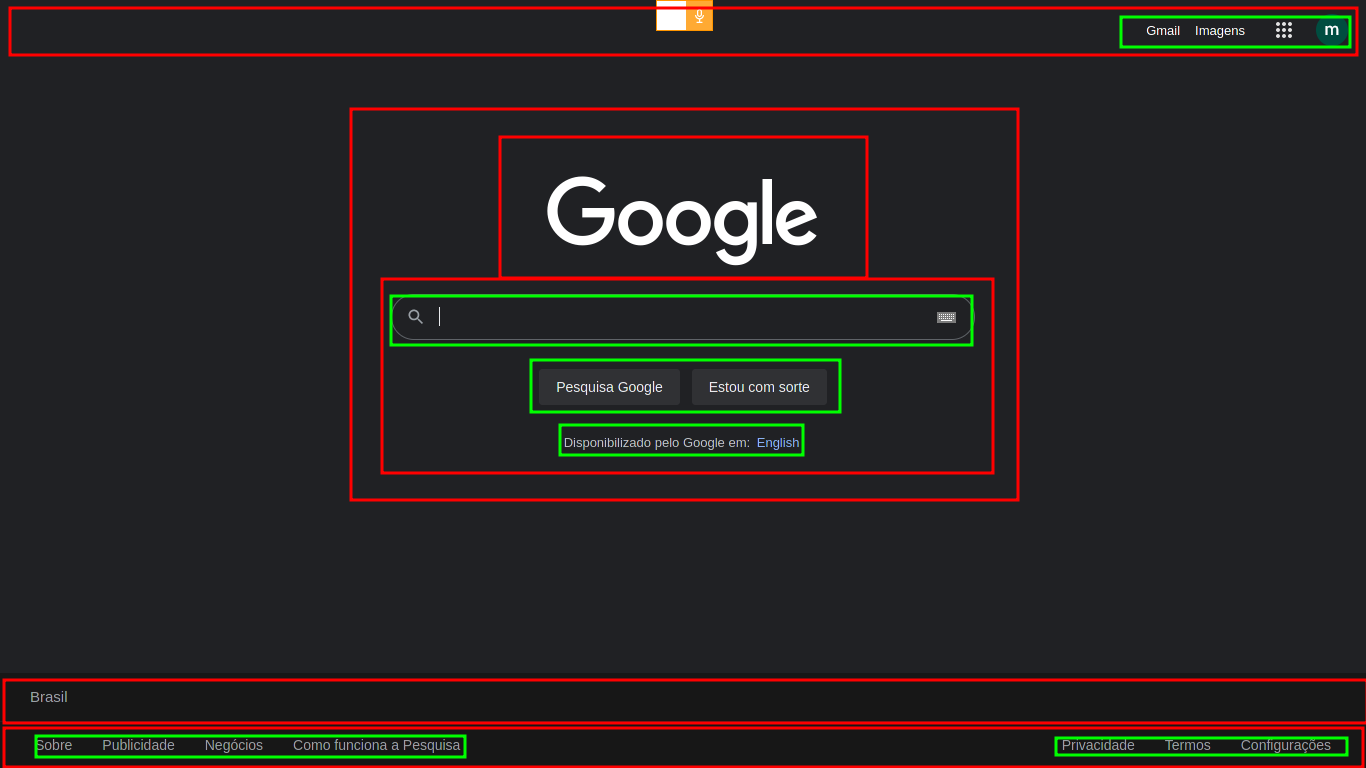 Gmail Imagens m
Google
Pesquisa Google Estou com sorte
Disponibilizado pelo Google em: English
Brasil
Sobre Publicidade Negócios Como funciona a Pesquisa Privacidade Termos Configurações